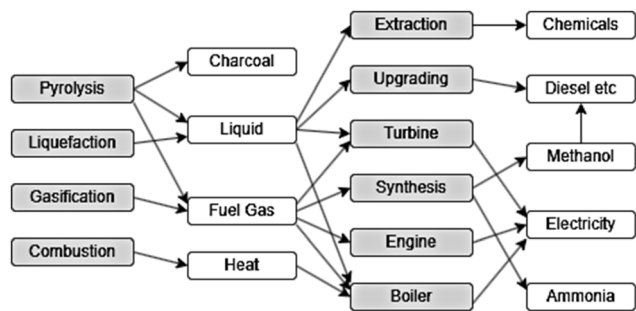 Pyrolysis
Liquefaction
Gasification
Combustion
Charcoal
Liquid
Fuel Gas
Heat
Extraction
Upgrading
Turbine
Synthesis
Engine
Boiler
Chemicals
Diesel etc
Methanol
Electricity
Ammonia